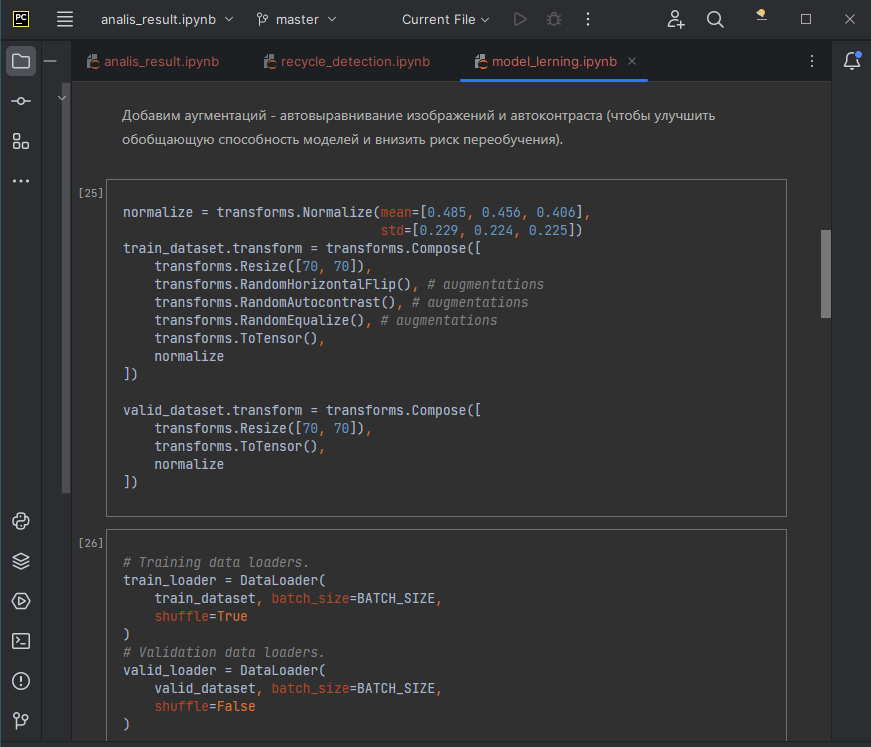 PC
analis_result.ipynb
master
Current File
analis_result.ipynb
recycle_detection.ipynb
model_lerning.ipynb
Добавим аугментаций - автовыравнивание изображений и автоконтраста (чтобы улучшить
обобщающую способность моделей и внизить риск переобучения).
[25]
normalize = transforms.Normalize(mean=[0.485, 0.456, 0.406],
std=[0.229, 0.224, 0.225])
train_dataset.transform = transforms.Compose([
transforms.Resize([70, 70]),
transforms.RandomHorizontalFlip(), # augmentations
transforms.RandomAutocontrast(), # augmentations
transforms.RandomEqualize(), # augmentations
transforms.ToTensor(),
normalize
])
valid_dataset.transform = transforms.Compose([
transforms.Resize([70, 70]),
transforms.ToTensor(),
normalize
])
[26]
# Training data loaders.
train_loader = DataLoader(
train_dataset, batch_size=BATCH_SIZE,
shuffle=True
)
# Validation data loaders.
valid_loader = DataLoader(
valid_dataset, batch_size=BATCH_SIZE,
shuffle=False
)